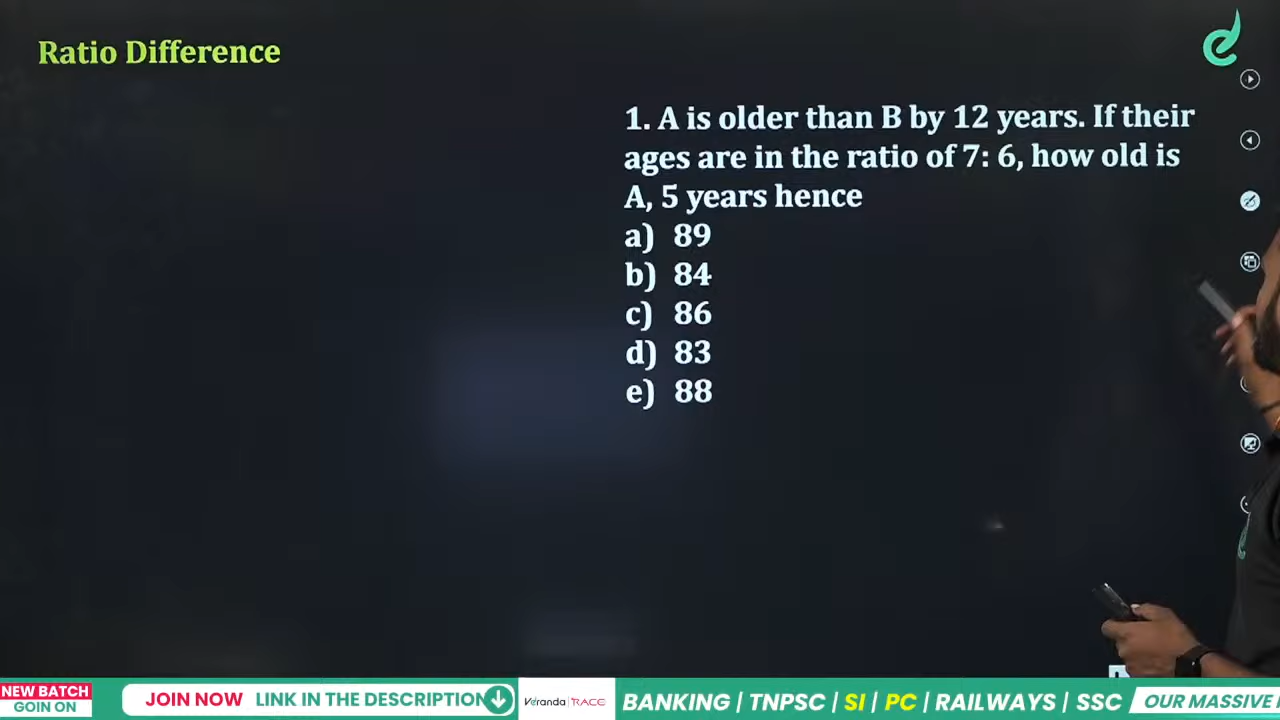 Ratio Difference
1. A is older than B by 12 years. If their
ages are in the ratio of 7: 6, how old is
A, 5 years hence
a) 89
b) 84
c) 86
d) 83
e) 88
NEW BATCH
GOIN ON
JOIN NOW LINK IN THE DESCRIPTION
Veranda | RACE
BANKING | TNPSC | SI | PC | RAILWAYS | SSC
OUR MASSIVE